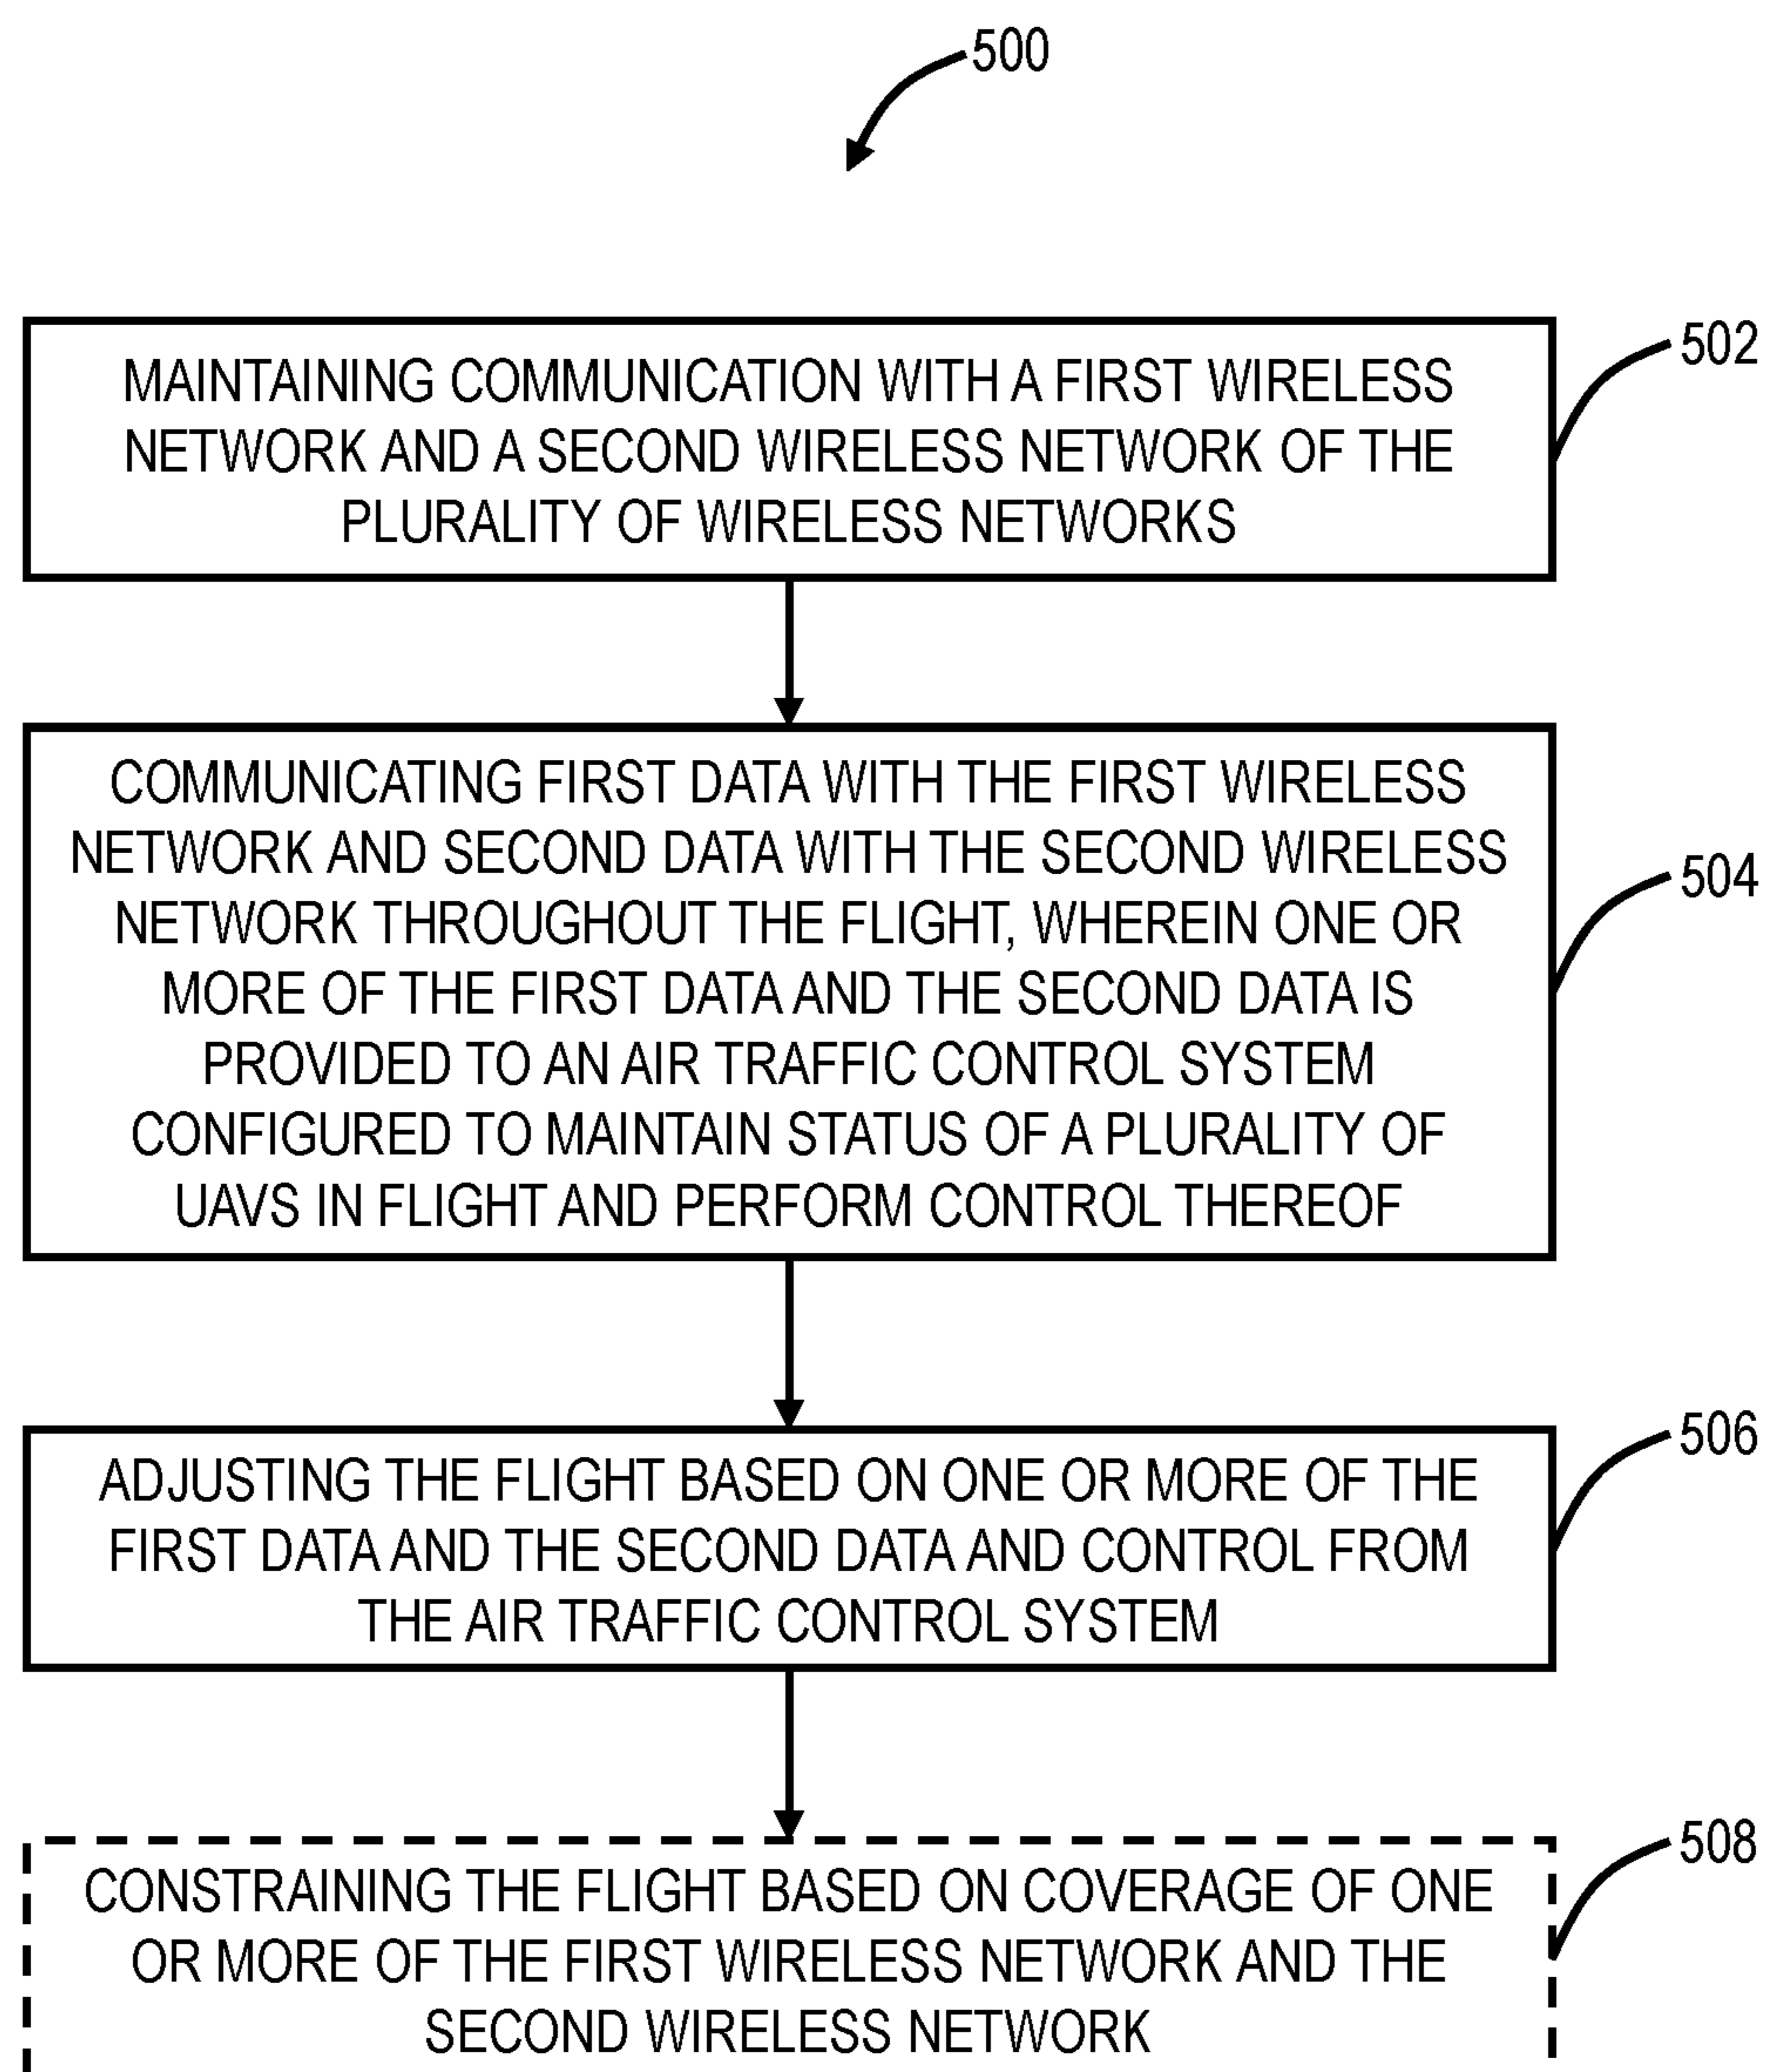 500
502
MAINTAINING COMMUNICATION WITH A FIRST WIRELESS
NETWORK AND A SECOND WIRELESS NETWORK OF THE
PLURALITY OF WIRELESS NETWORKS
504
COMMUNICATING FIRST DATA WITH THE FIRST WIRELESS
NETWORK AND SECOND DATA WITH THE SECOND WIRELESS
NETWORK THROUGHOUT THE FLIGHT, WHEREIN ONE OR
MORE OF THE FIRST DATA AND THE SECOND DATA IS
PROVIDED TO AN AIR TRAFFIC CONTROL SYSTEM
CONFIGURED TO MAINTAIN STATUS OF A PLURALITY OF
UAVS IN FLIGHT AND PERFORM CONTROL THEREOF
506
ADJUSTING THE FLIGHT BASED ON ONE OR MORE OF THE
FIRST DATA AND THE SECOND DATA AND CONTROL FROM
THE AIR TRAFFIC CONTROL SYSTEM
508
CONSTRAINING THE FLIGHT BASED ON COVERAGE OF ONE
OR MORE OF THE FIRST WIRELESS NETWORK AND THE
SECOND WIRELESS NETWORK